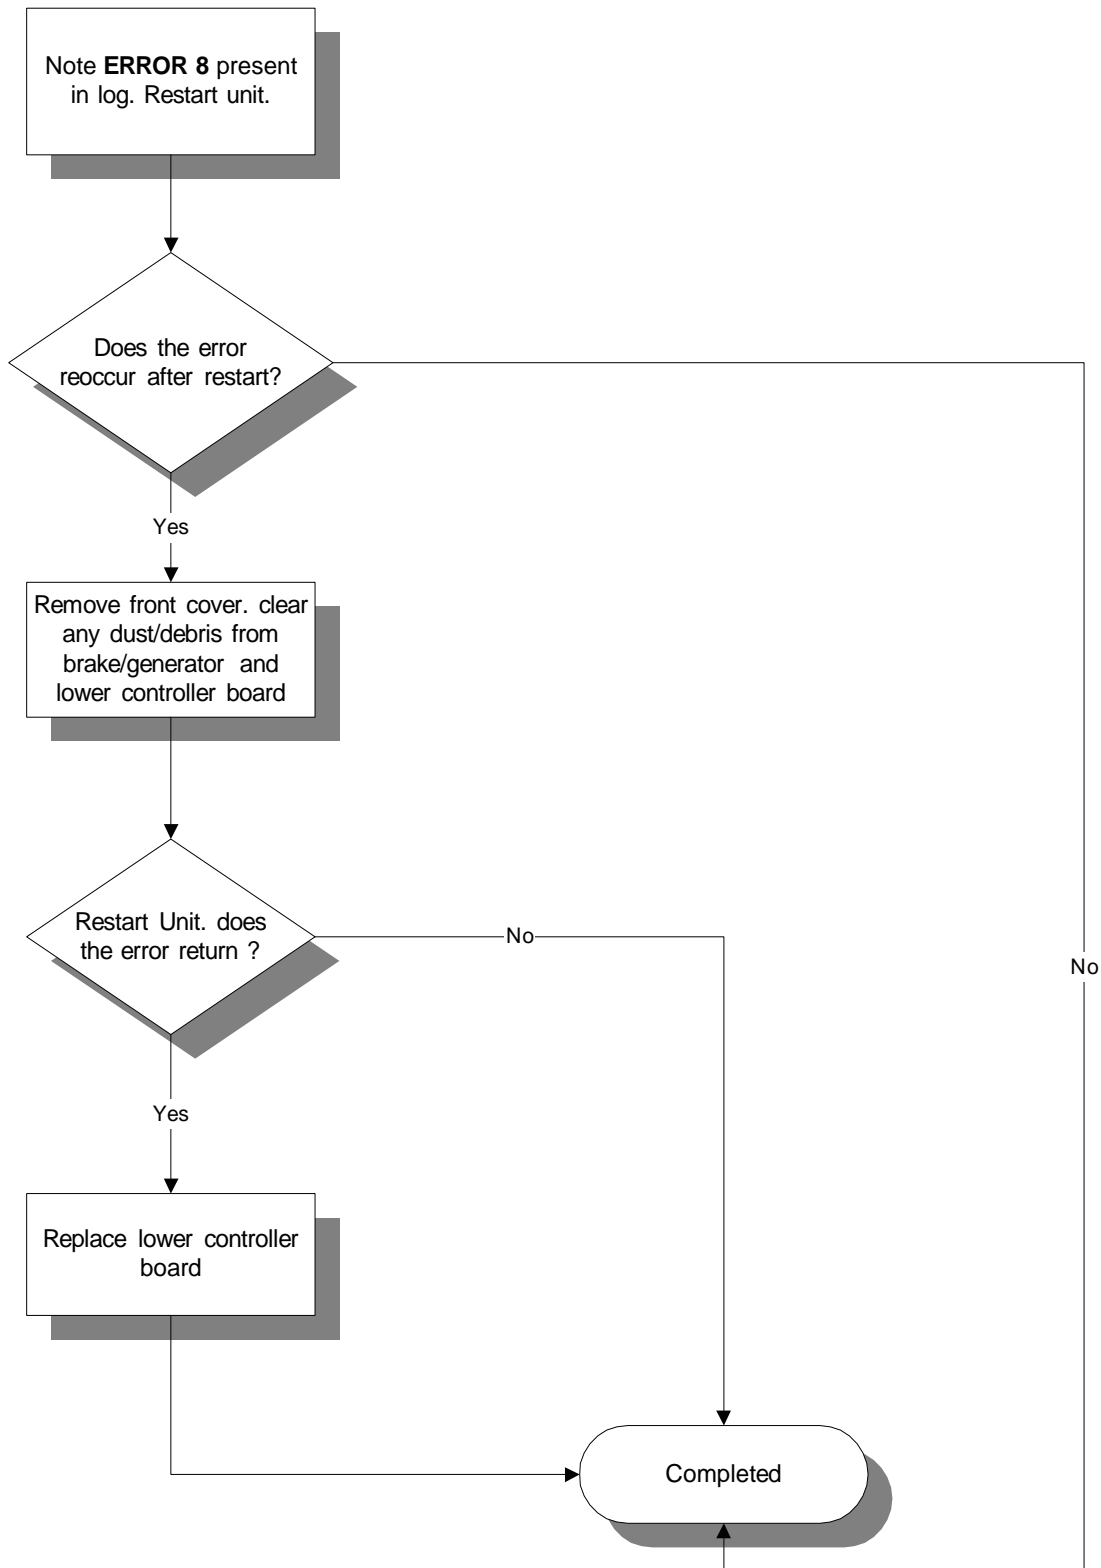 Note ERROR 8 present
in log. Restart unit.
Does the error
reoccur after restart?
Yes
Remove front cover. clear
any dust/debris from
brake/generator and
lower controller board
Restart Unit. does
the error return ?
No
No
Yes
Replace lower controller
board
Completed